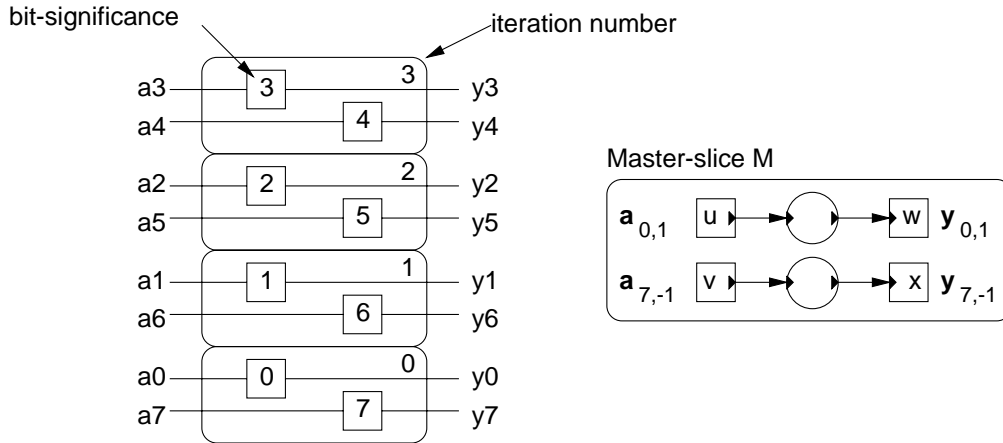 bit-significance
iteration number
a3 3 3 y3
a4 4 y4
a2 2 2 y2
a5 5 y5
a1 1 1 y1
a6 6 y6
a0 0 0 y0
a7 7 y7
Master-slice M
a 0,1 u w y 0,1
a 7,-1 v x y 7,-1